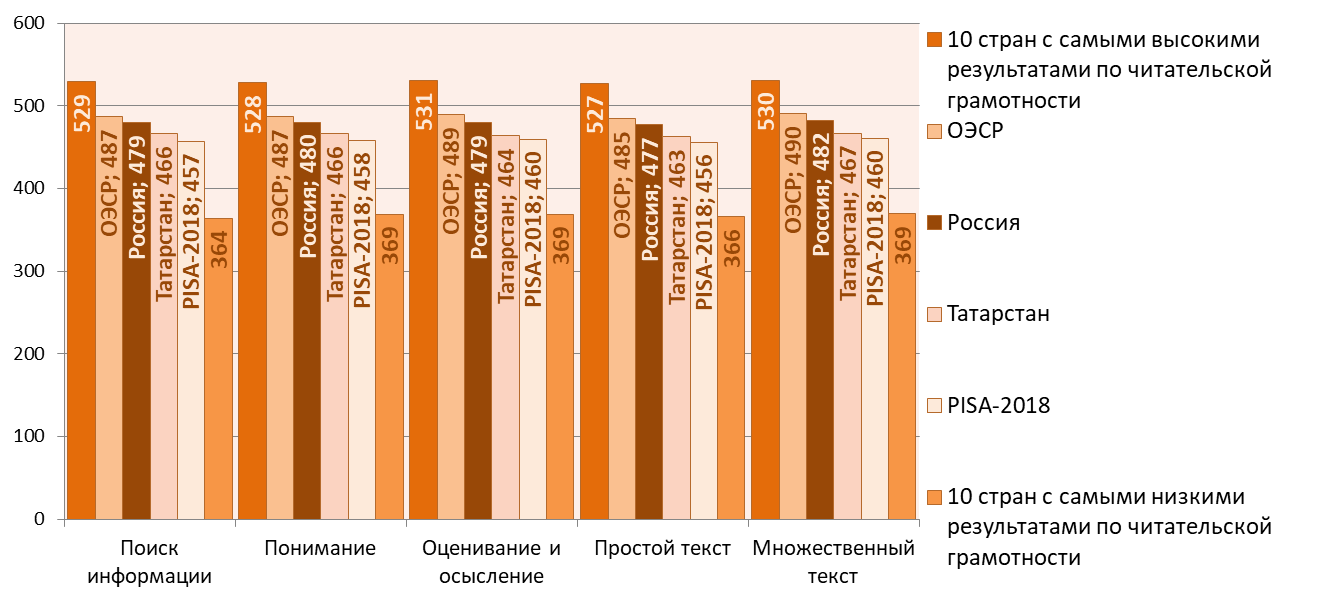 600
500
400
300
200
100
0
529
ОЭСР; 487
Россия; 479
Татарстан; 466
PISA-2018; 457
364
528
ОЭСР; 487
Россия; 480
Татарстан; 466
PISA-2018; 458
369
531
ОЭСР; 489
Россия; 479
Татарстан; 464
PISA-2018; 460
369
527
ОЭСР; 485
Россия; 477
Татарстан; 463
PISA-2018; 456
366
530
ОЭСР; 490
Россия; 482
Татарстан; 467
PISA-2018; 460
369
Поиск
информации
Понимание
Оценивание и
осысление
Простой текст
Множественный
текст
10 стран с самыми высокими
результатами по читательской
грамотности
ОЭСР
Россия
Татарстан
PISA-2018
10 стран с самыми низкими
результатами по читательской
грамотности